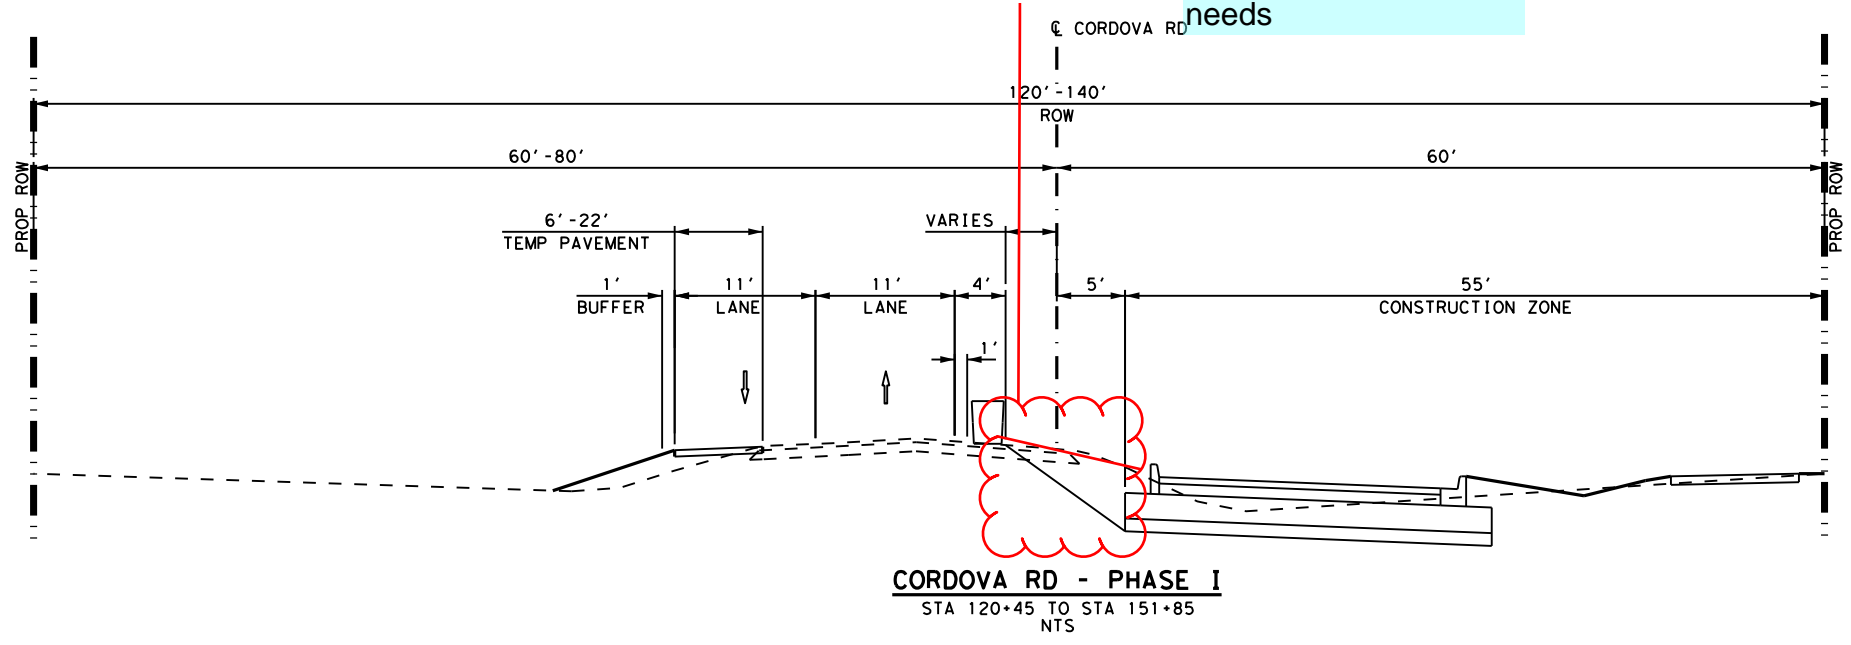 needs
℄ CORDOVA RD
120'-140'
ROW
60'-80'
60'
PROP ROW
PROP ROW
6'-22'
TEMP PAVEMENT
VARIES
1'
BUFFER
11'
LANE
11'
LANE
4'
5'
55'
CONSTRUCTION ZONE
1'
CORDOVA RD - PHASE I
STA 120+45 TO STA 151+85
NTS